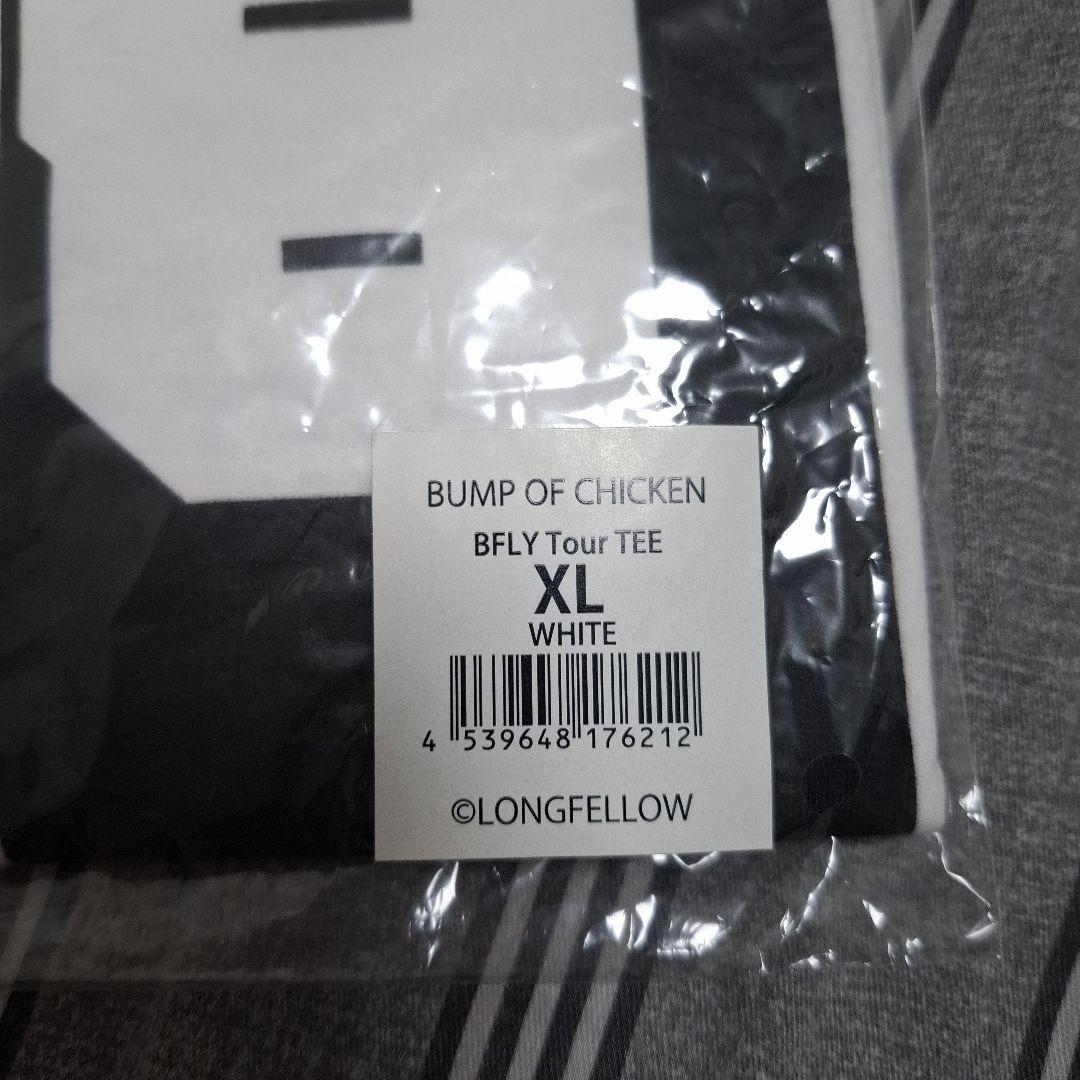 BUMP OF CHICKEN
BFLY Tour TEE
XL
WHITE
4 539648 176212
©LONGFELLOW